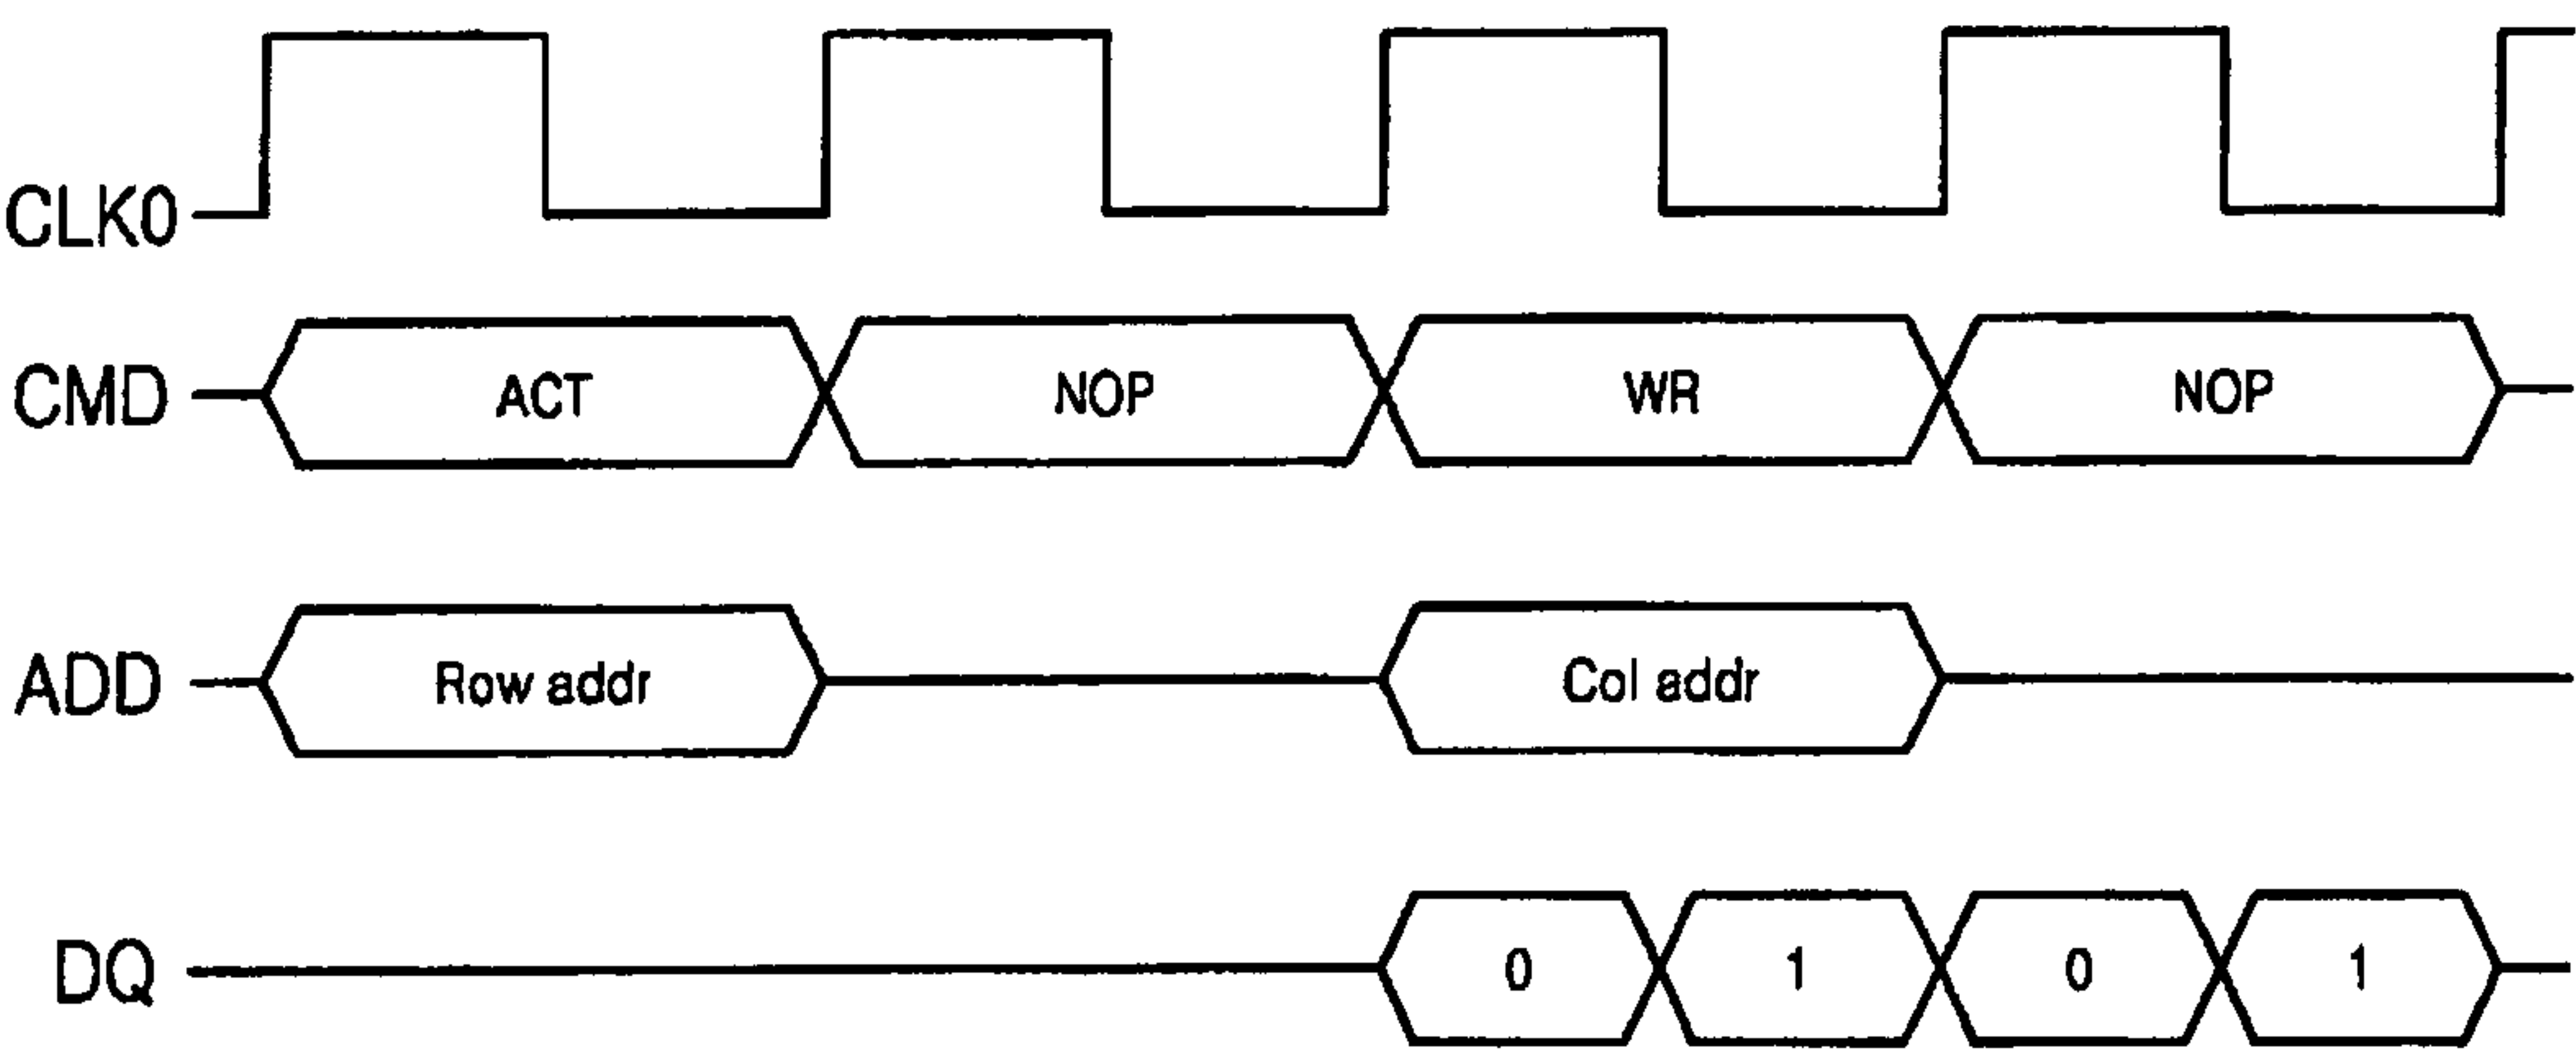 CLK0
CMD ACT NOP WR NOP
ADD Row addr Col addr
DQ 0 1 0 1